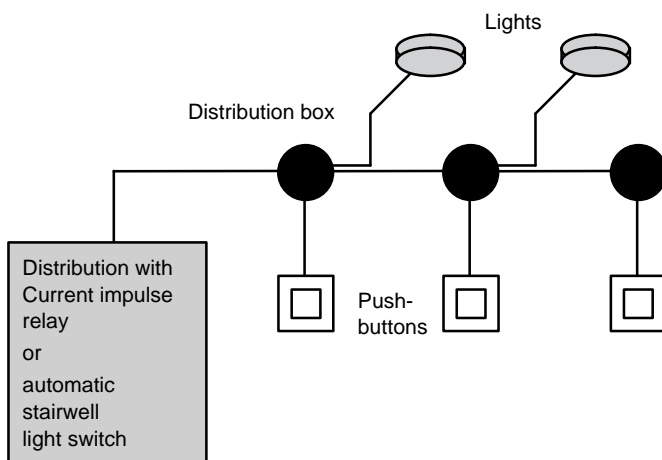 Lights
Distribution box
Distribution with
Current impulse
relay
or
automatic
stairwell
light switch
Push-
buttons